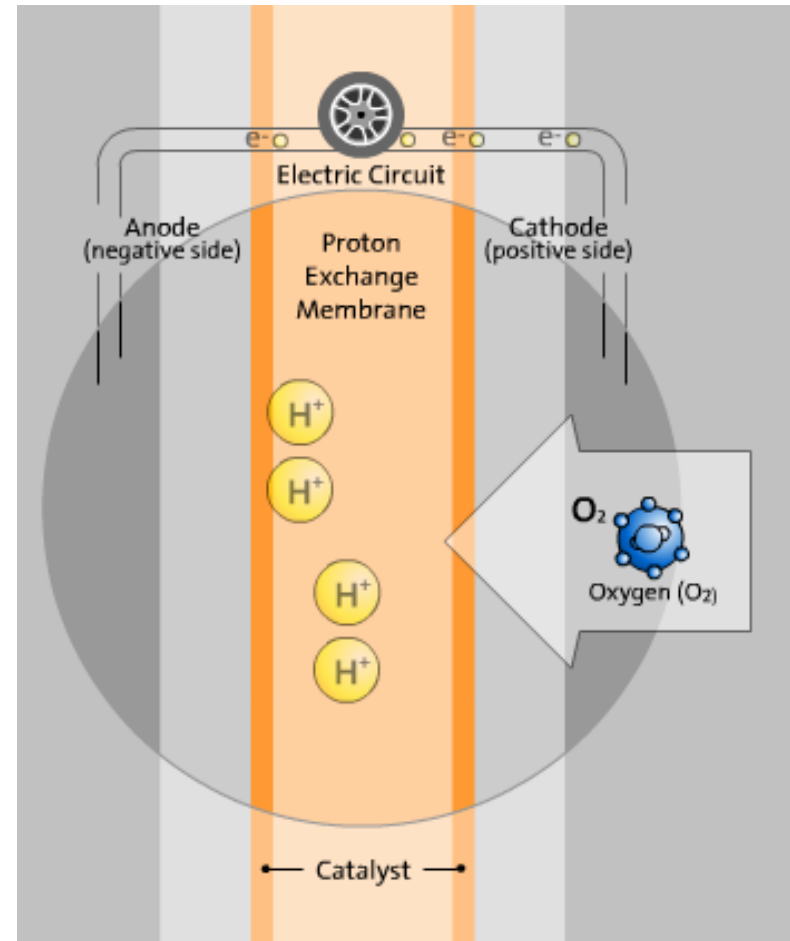 e- e- e-
Electric Circuit
Anode
(negative side)
Cathode
(positive side)
Proton
Exchange
Membrane
H⁺
H⁺
O₂
Oxygen (O₂)
H⁺
H⁺
Catalyst